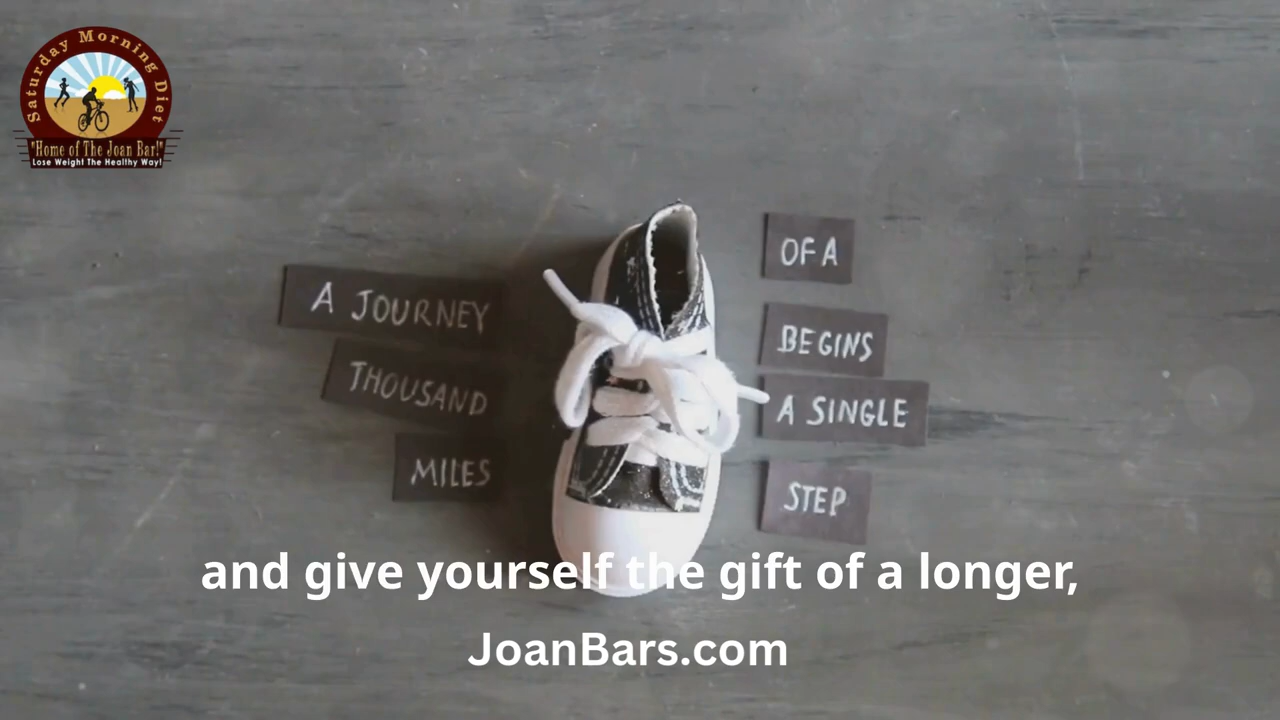 Saturday Morning Diet
"Home of The Joan Bar!"
Lose Weight The Healthy Way!
A JOURNEY
OF A
THOUSAND
MILES
BEGINS
A SINGLE
STEP
and give yourself the gift of a longer,
JoanBars.com